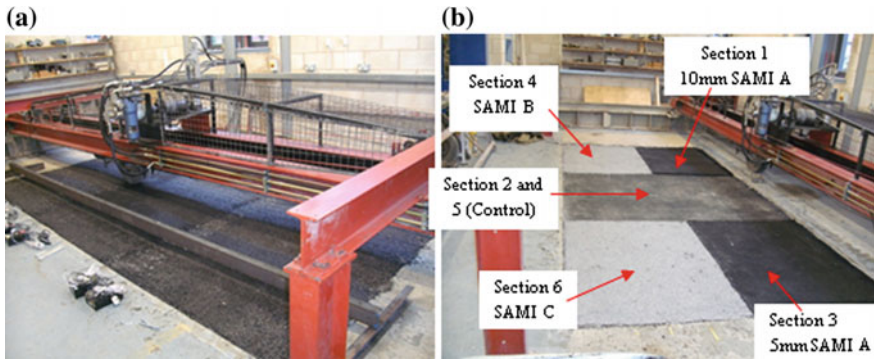 (a)
(b)
Section 1
10mm SAMI A
Section 4
SAMI B
Section 2 and
5 (Control)
Section 6
SAMI C
Section 3
5mm SAMI A